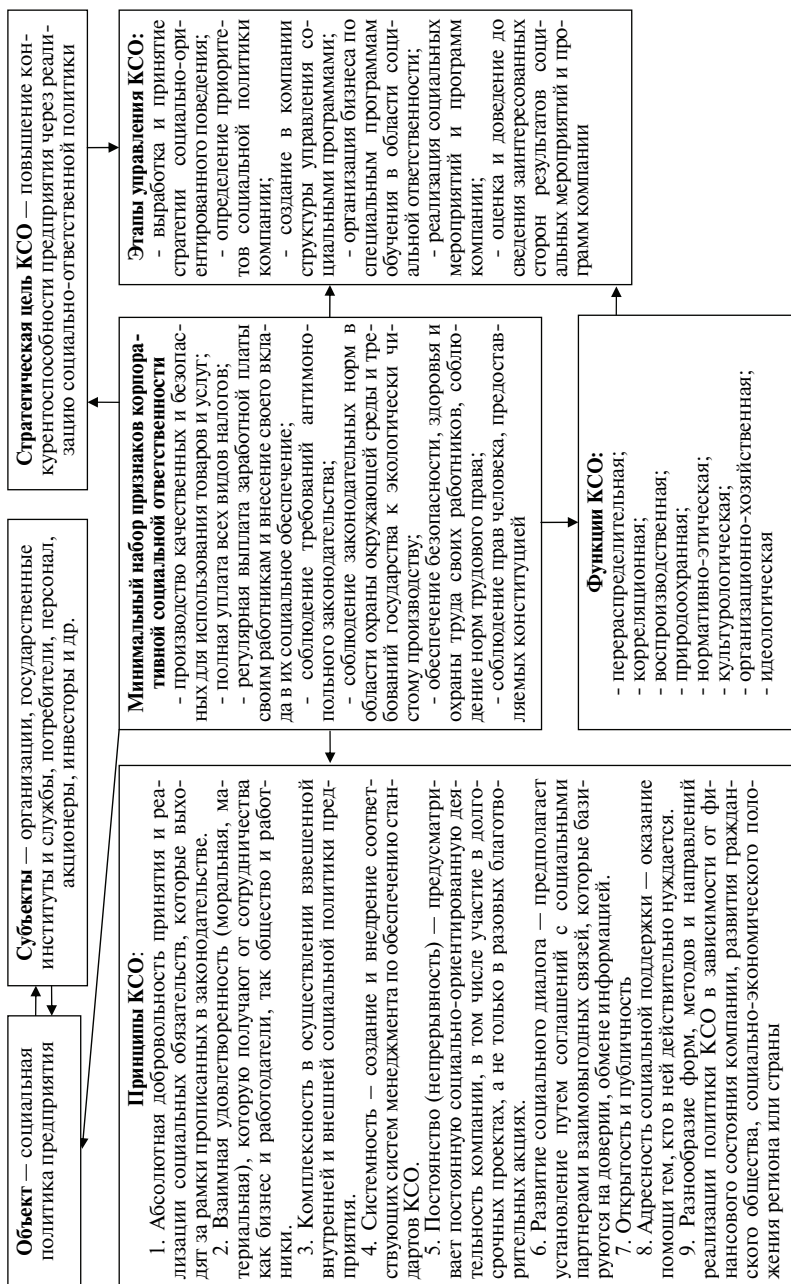 Объект — социальная
политика предприятия
Субъекты — организации, государственные
институты и службы, потребители, персонал,
акционеры, инвесторы и др.
Стратегическая цель КСО — повышение кон-
курентоспособности предприятия через реали-
зацию социально-ответственной политики
Принципы КСО:
1. Абсолютная добровольность принятия и реа-
лизации социальных обязательств, которые выхо-
дят за рамки прописанных в законодательстве.
2. Взаимная удовлетворенность (моральная, ма-
териальная), которую получают от сотрудничества
как бизнес и работодатели, так общество и работ-
ники.
3. Комплексность в осуществлении взвешенной
внутренней и внешней социальной политики пред-
приятия.
4. Системность — создание и внедрение соответ-
ствующих систем менеджмента по обеспечению стан-
дартов КСО.
5. Постоянство (непрерывность) — предусматри-
вает постоянную социально-ориентированную дея-
тельность компании, в том числе участие в долго-
срочных проектах, а не только в разовых благотво-
рительных акциях.
6. Развитие социального диалога — предполагает
установление путем соглашений с социальными
партнерами взаимовыгодных связей, которые бази-
руются на доверии, обмене информацией.
7. Открытость и публичность
8. Адресность социальной поддержки — оказание
помощи тем, кто в ней действительно нуждается.
9. Разнообразие форм, методов и направлений
реализации политики КСО в зависимости от фи-
нансового состояния компании, развития граждан-
ского общества, социально-экономического поло-
жения региона или страны
Минимальный набор признаков корпора-
тивной социальной ответственности
- производство качественных и безопас-
ных для использования товаров и услуг;
- полная уплата всех видов налогов;
- регулярная выплата заработной платы
своим работникам и внесение своего вкла-
да в их социальное обеспечение;
- соблюдение требований антимоно-
польного законодательства;
- соблюдение законодательных норм в
области охраны окружающей среды и тре-
бований государства к экологически чи-
стому производству;
- обеспечение безопасности, здоровья и
охраны труда своих работников, соблю-
дение норм трудового права;
- соблюдение прав человека, предостав-
ляемых конституцией
Функции КСО:
- перераспределительная;
- корреляционная;
- воспроизводственная;
- природоохранная;
- нормативно-этическая;
- культурологическая;
- организационно-хозяйственная;
- идеологическая
Этапы управления КСО:
- выработка и принятие
стратегии социально-ори-
ентированного поведения;
- определение приорите-
тов социальной политики
компании;
- создание в компании
структуры управления со-
циальными программами;
- организация бизнеса по
специальным программам
обучения в области соци-
альной ответственности;
- реализация социальных
мероприятий и программ
компании;
- оценка и доведение до
сведения заинтересованных
сторон результатов соци-
альных мероприятий и про-
грамм компании